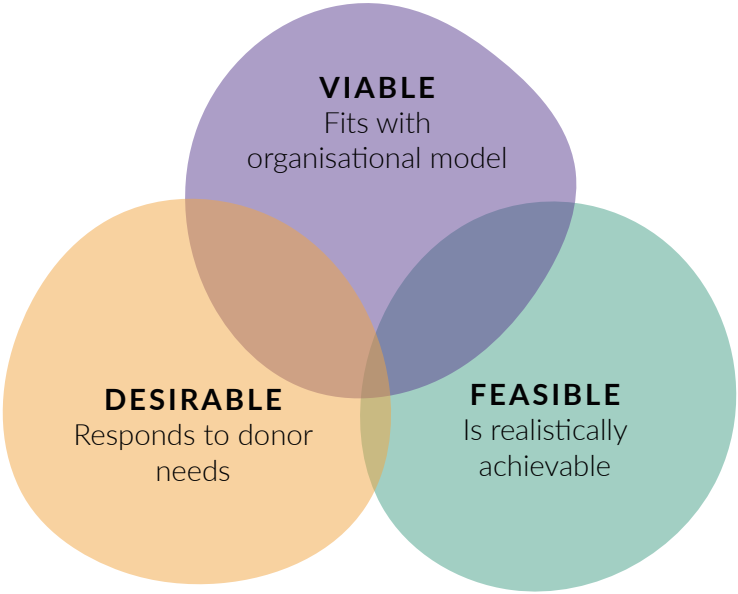 VIABLE
Fits with
organisational model
DESIRABLE
Responds to donor
needs
FEASIBLE
Is realistically
achievable